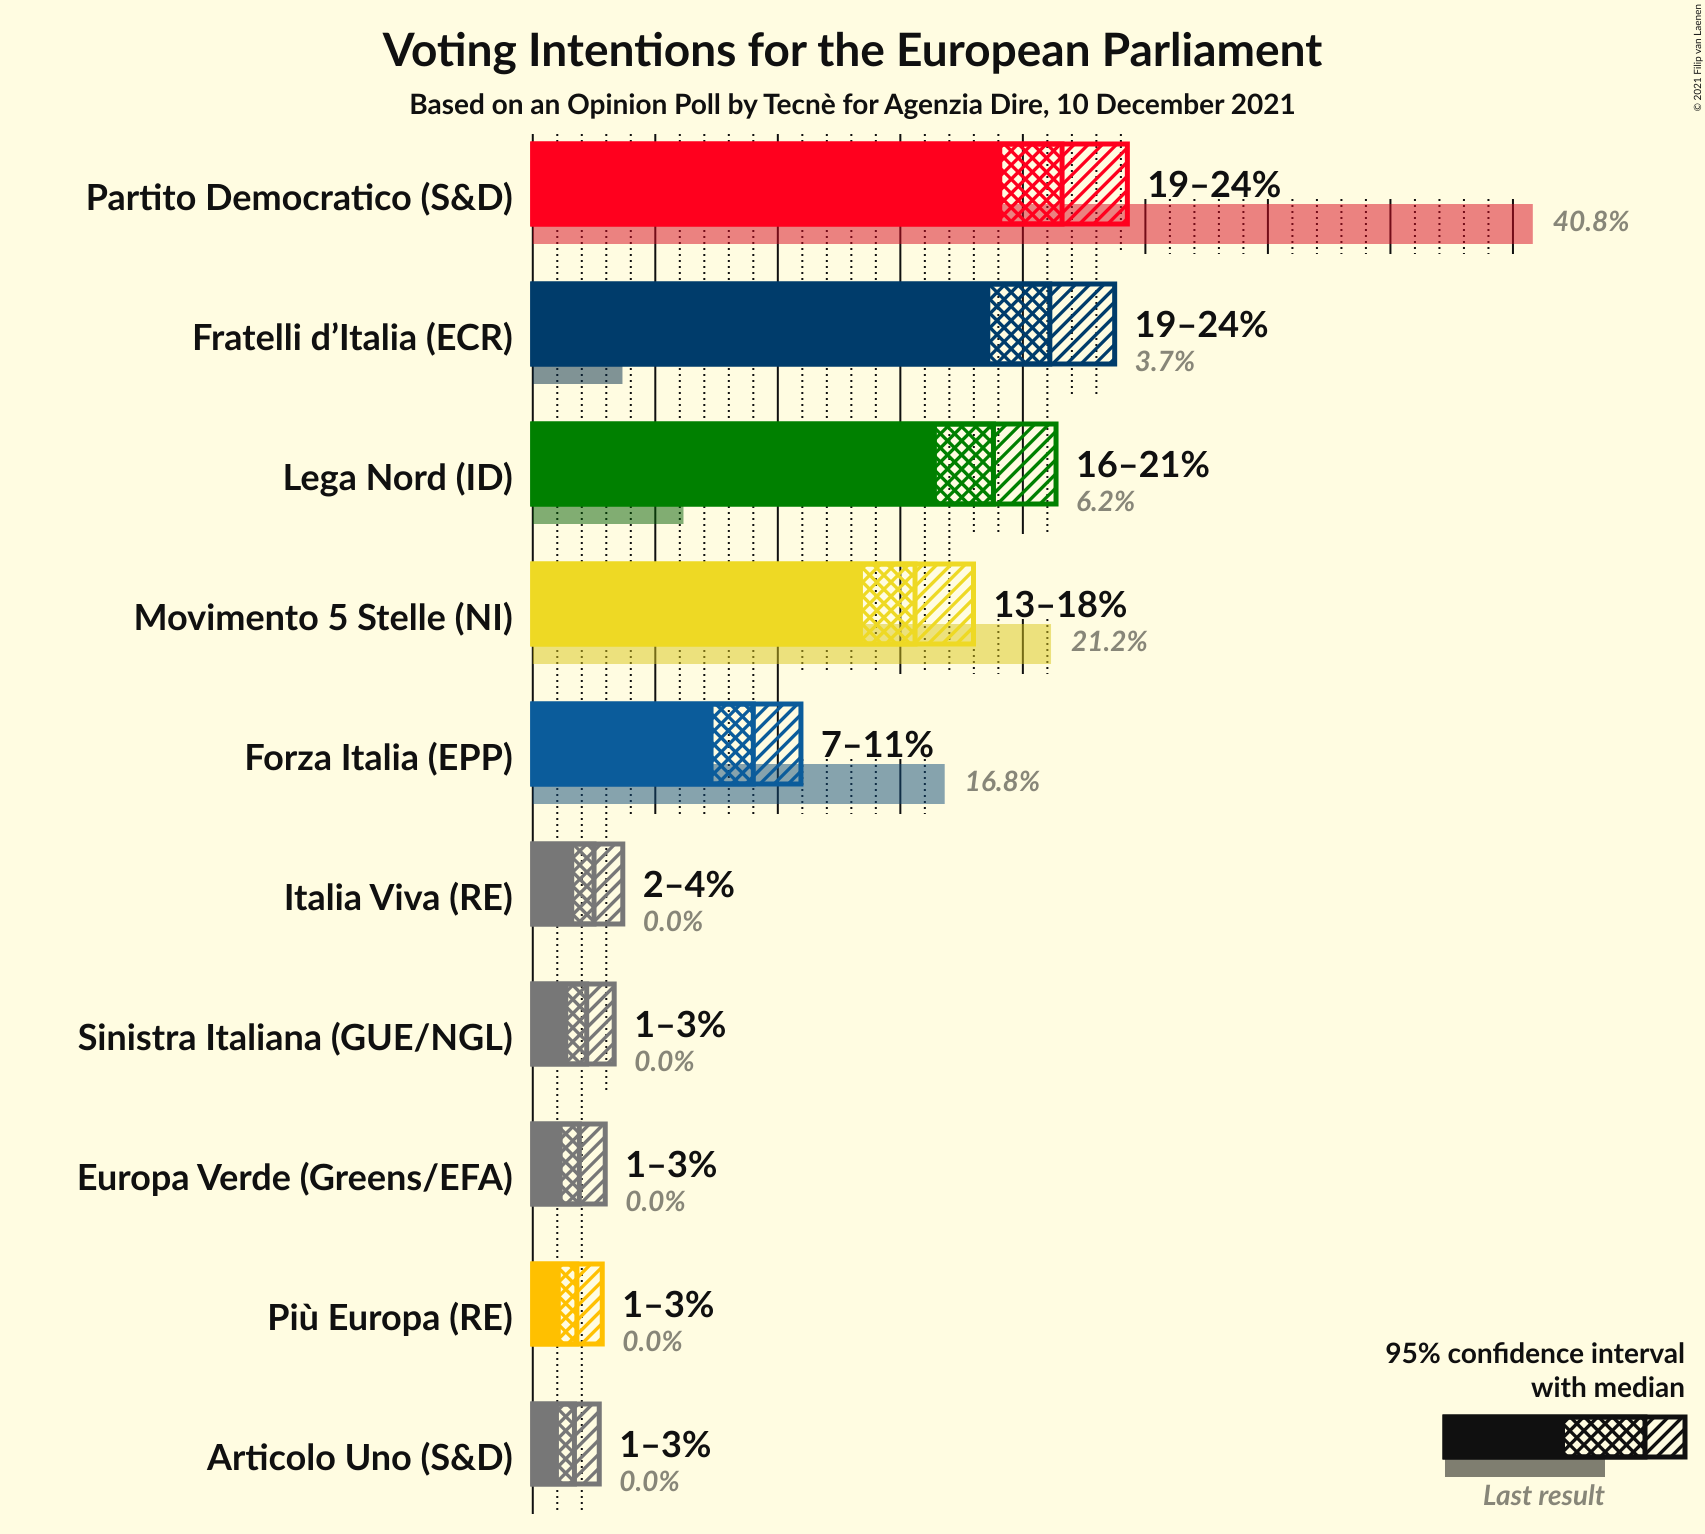 Voting Intentions for the European Parliament
Based on an Opinion Poll by Tecnè for Agenzia Dire, 10 December 2021
© 2021 Filip van Laenen
Partito Democratico (S&D)
19–24%
40.8%
Fratelli d’Italia (ECR)
19–24%
3.7%
Lega Nord (ID)
16–21%
6.2%
Movimento 5 Stelle (NI)
13–18%
21.2%
Forza Italia (EPP)
7–11%
16.8%
Italia Viva (RE)
2–4%
0.0%
Sinistra Italiana (GUE/NGL)
1–3%
0.0%
Europa Verde (Greens/EFA)
1–3%
0.0%
Più Europa (RE)
1–3%
0.0%
Articolo Uno (S&D)
1–3%
0.0%
95% confidence interval
with median
Last result